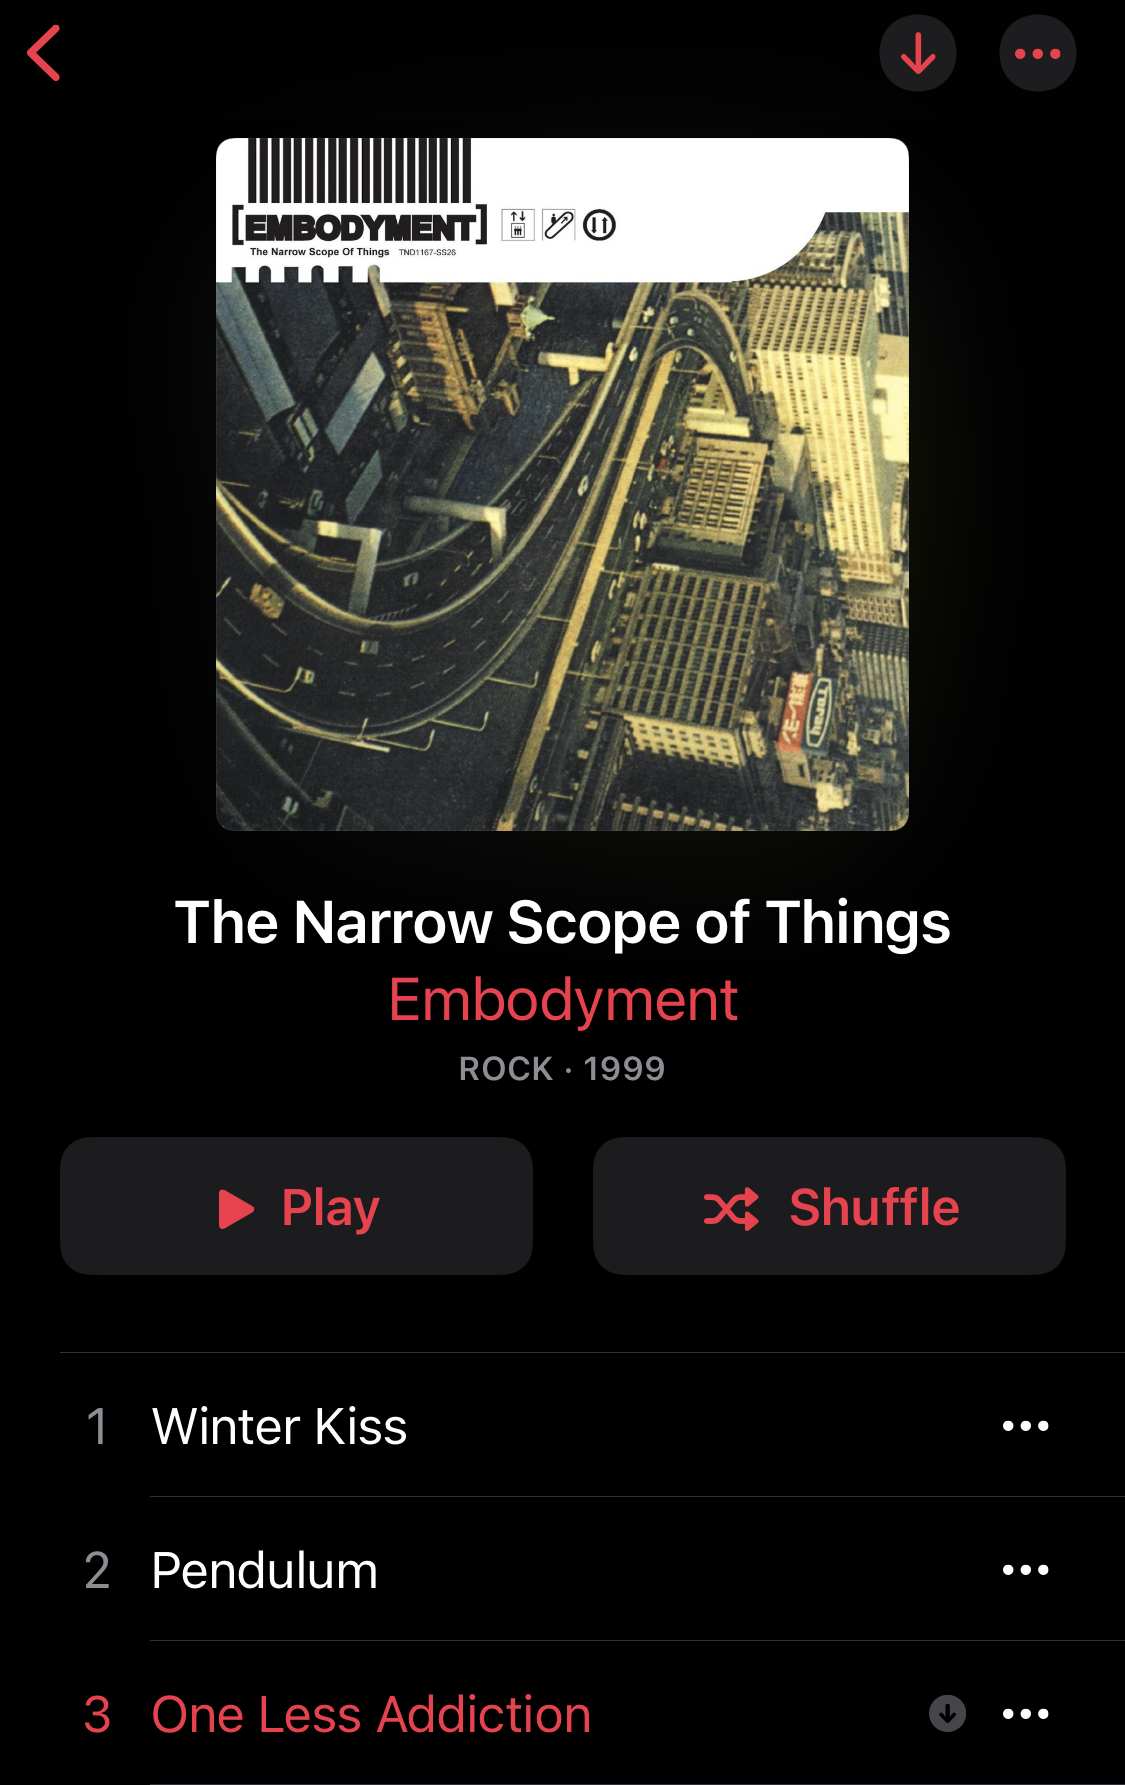 [EMBODYMENT]
The Narrow Scope Of Things TND1167-SS26
Toray
The Narrow Scope of Things
Embodyment
ROCK · 1999
Play
Shuffle
1 Winter Kiss
2 Pendulum
3 One Less Addiction